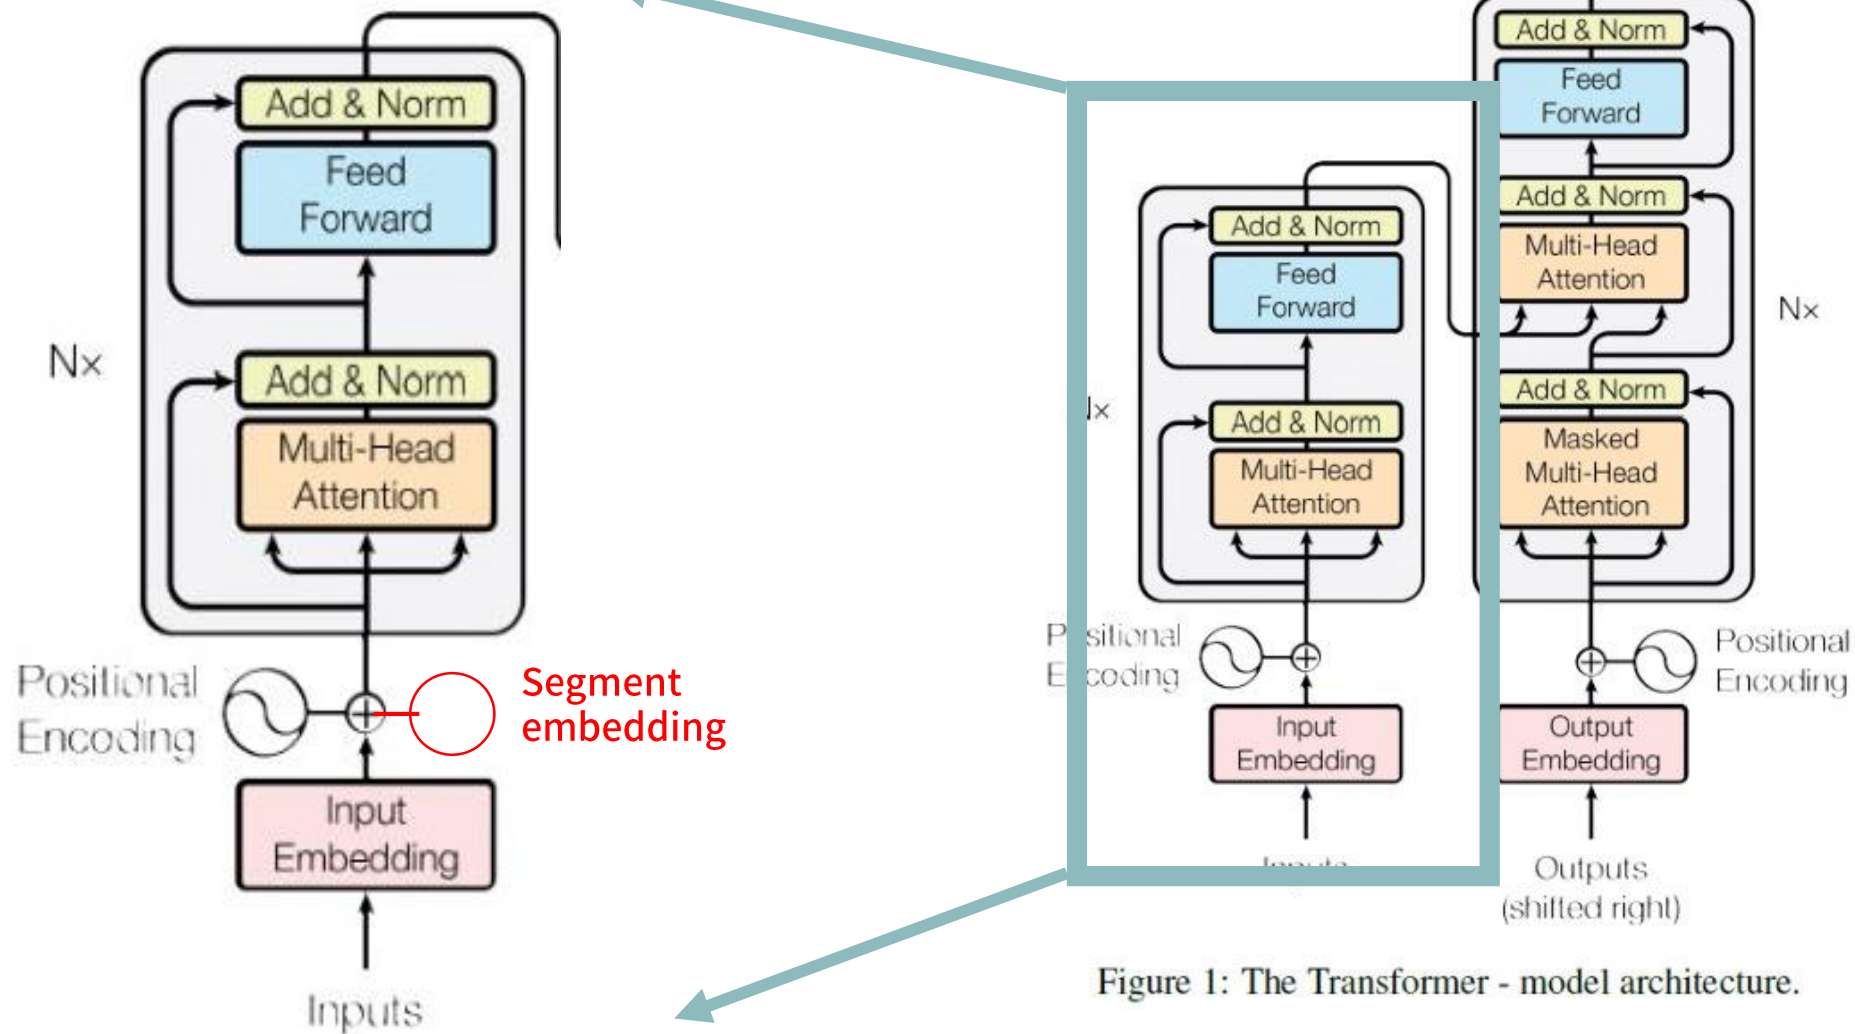 Add & Norm
Feed
Forward
Nx
Add & Norm
Multi-Head
Attention
Positional
Encoding
Segment
embedding
Input
Embedding
Inputs
Add & Norm
Feed
Forward
Add & Norm
Multi-Head
Attention
Positional
Encoding
Input
Embedding
Inputs
Add & Norm
Feed
Forward
Add & Norm
Multi-Head
Attention
Nx
Add & Norm
Masked
Multi-Head
Attention
Positional
Encoding
Output
Embedding
Outputs
(shifted right)
Figure 1: The Transformer - model architecture.